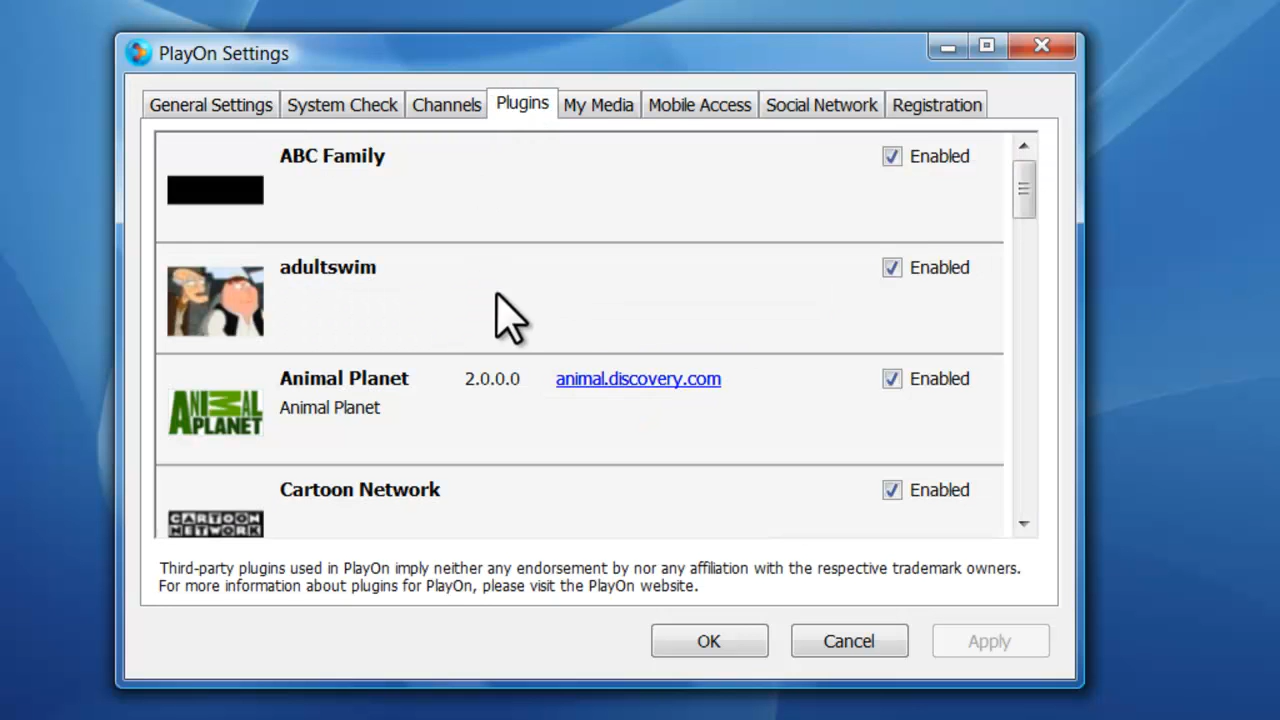 PlayOn Settings
General Settings System Check Channels Plugins My Media Mobile Access Social Network Registration
ABC Family Enabled
adultswim Enabled
Animal Planet 2.0.0.0 animal.discovery.com Enabled
Animal Planet
ANIMAL
PLANET
Cartoon Network Enabled
CARTOON
NETWORK
Third-party plugins used in PlayOn imply neither any endorsement by nor any affiliation with the respective trademark owners.
For more information about plugins for PlayOn, please visit the PlayOn website.
OK Cancel Apply